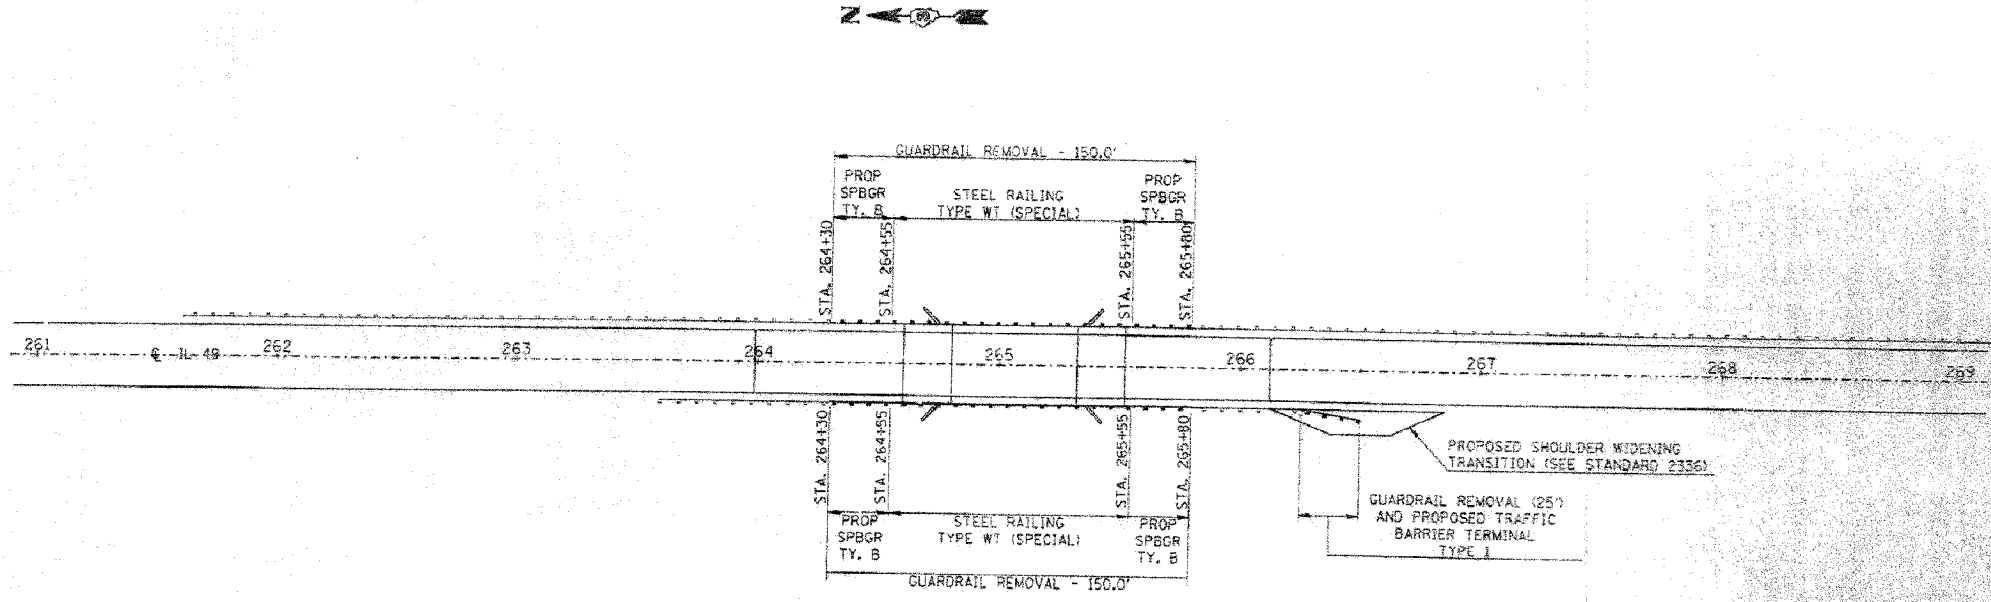 N
GUARDRAIL REMOVAL - 150.0'
PROP
SPBGR
TY. B
STEEL RAILING
TYPE WT (SPECIAL)
PROP
SPBGR
TY. B
STA. 264+30
STA. 264+55
STA. 265+55
STA. 265+80
261
℄ IL 49
262
263
264
265
266
267
268
269
STA. 264+30
STA. 264+55
STA. 265+55
STA. 265+80
PROP
SPBGR
TY. B
STEEL RAILING
TYPE WT (SPECIAL)
PROP
SPBGR
TY. B
GUARDRAIL REMOVAL - 150.0'
PROPOSED SHOULDER WIDENING
TRANSITION (SEE STANDARD 2336)
GUARDRAIL REMOVAL (25')
AND PROPOSED TRAFFIC
BARRIER TERMINAL
TYPE 1